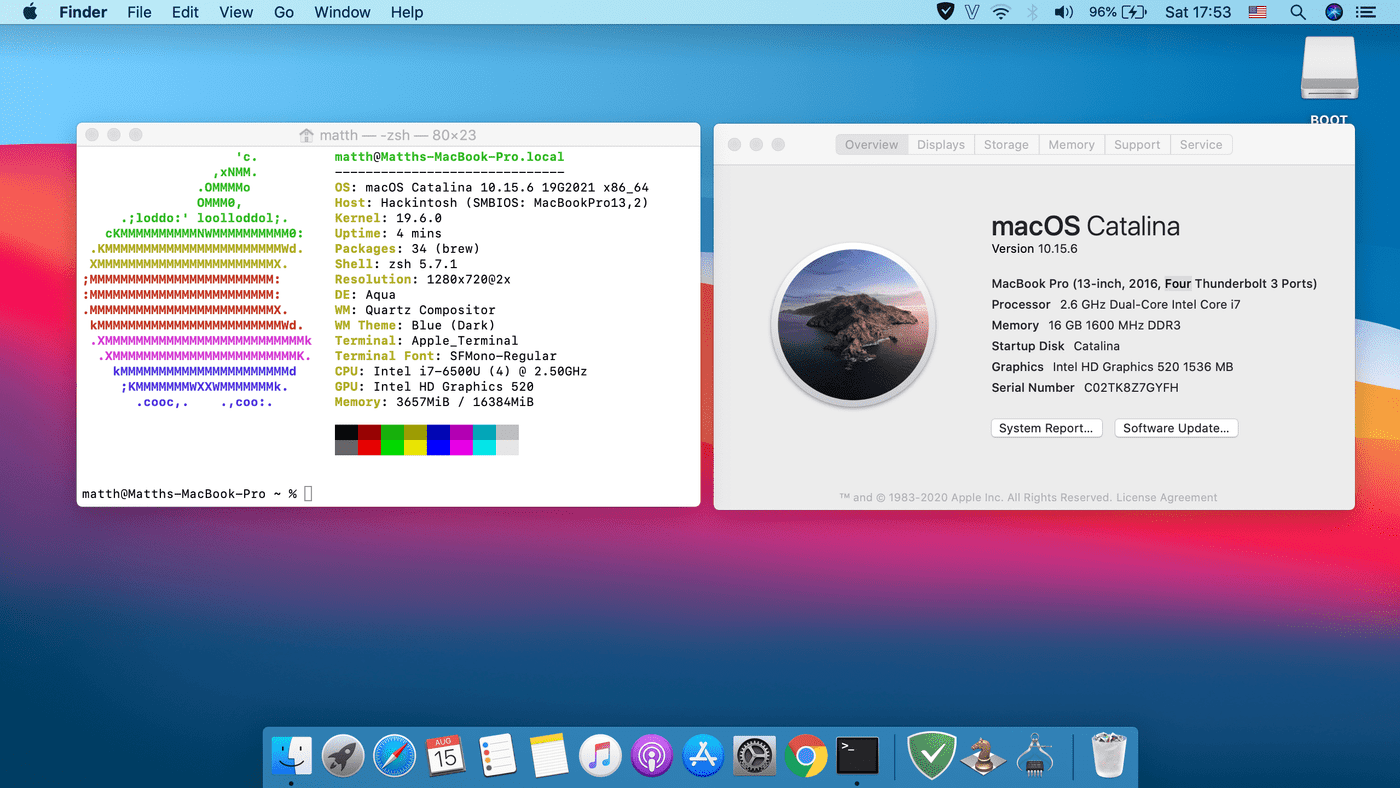 Finder File Edit View Go Window Help
V 96% Sat 17:53
BOOT
matth — -zsh — 80×23
'c.
,xNMM.
.OMMMMo
OMMM0,
.;loddo:' loolloddol;.
cKMMMMMMMMMMNWMMMMMMMMMM0:
.KMMMMMMMMMMMMMMMMMMMMMMMWd.
XMMMMMMMMMMMMMMMMMMMMMMMX.
;MMMMMMMMMMMMMMMMMMMMMMMM:
:MMMMMMMMMMMMMMMMMMMMMMMM:
.MMMMMMMMMMMMMMMMMMMMMMMMX.
kMMMMMMMMMMMMMMMMMMMMMMMMWd.
.XMMMMMMMMMMMMMMMMMMMMMMMMMMk
.XMMMMMMMMMMMMMMMMMMMMMMMMK.
kMMMMMMMMMMMMMMMMMMMMMMd
;KMMMMMMMWXXWMMMMMMMk.
.cooc,. .,coo:.
matth@Matths-MacBook-Pro.local
------------------------------
OS: macOS Catalina 10.15.6 19G2021 x86_64
Host: Hackintosh (SMBIOS: MacBookPro13,2)
Kernel: 19.6.0
Uptime: 4 mins
Packages: 34 (brew)
Shell: zsh 5.7.1
Resolution: 1280x720@2x
DE: Aqua
WM: Quartz Compositor
WM Theme: Blue (Dark)
Terminal: Apple_Terminal
Terminal Font: SFMono-Regular
CPU: Intel i7-6500U (4) @ 2.50GHz
GPU: Intel HD Graphics 520
Memory: 3657MiB / 16384MiB
matth@Matths-MacBook-Pro ~ %
Overview Displays Storage Memory Support Service
macOS Catalina
Version 10.15.6
MacBook Pro (13-inch, 2016, Four Thunderbolt 3 Ports)
Processor 2.6 GHz Dual-Core Intel Core i7
Memory 16 GB 1600 MHz DDR3
Startup Disk Catalina
Graphics Intel HD Graphics 520 1536 MB
Serial Number C02TK8Z7GYFH
System Report... Software Update...
™ and © 1983-2020 Apple Inc. All Rights Reserved. License Agreement
AUG
15
>_